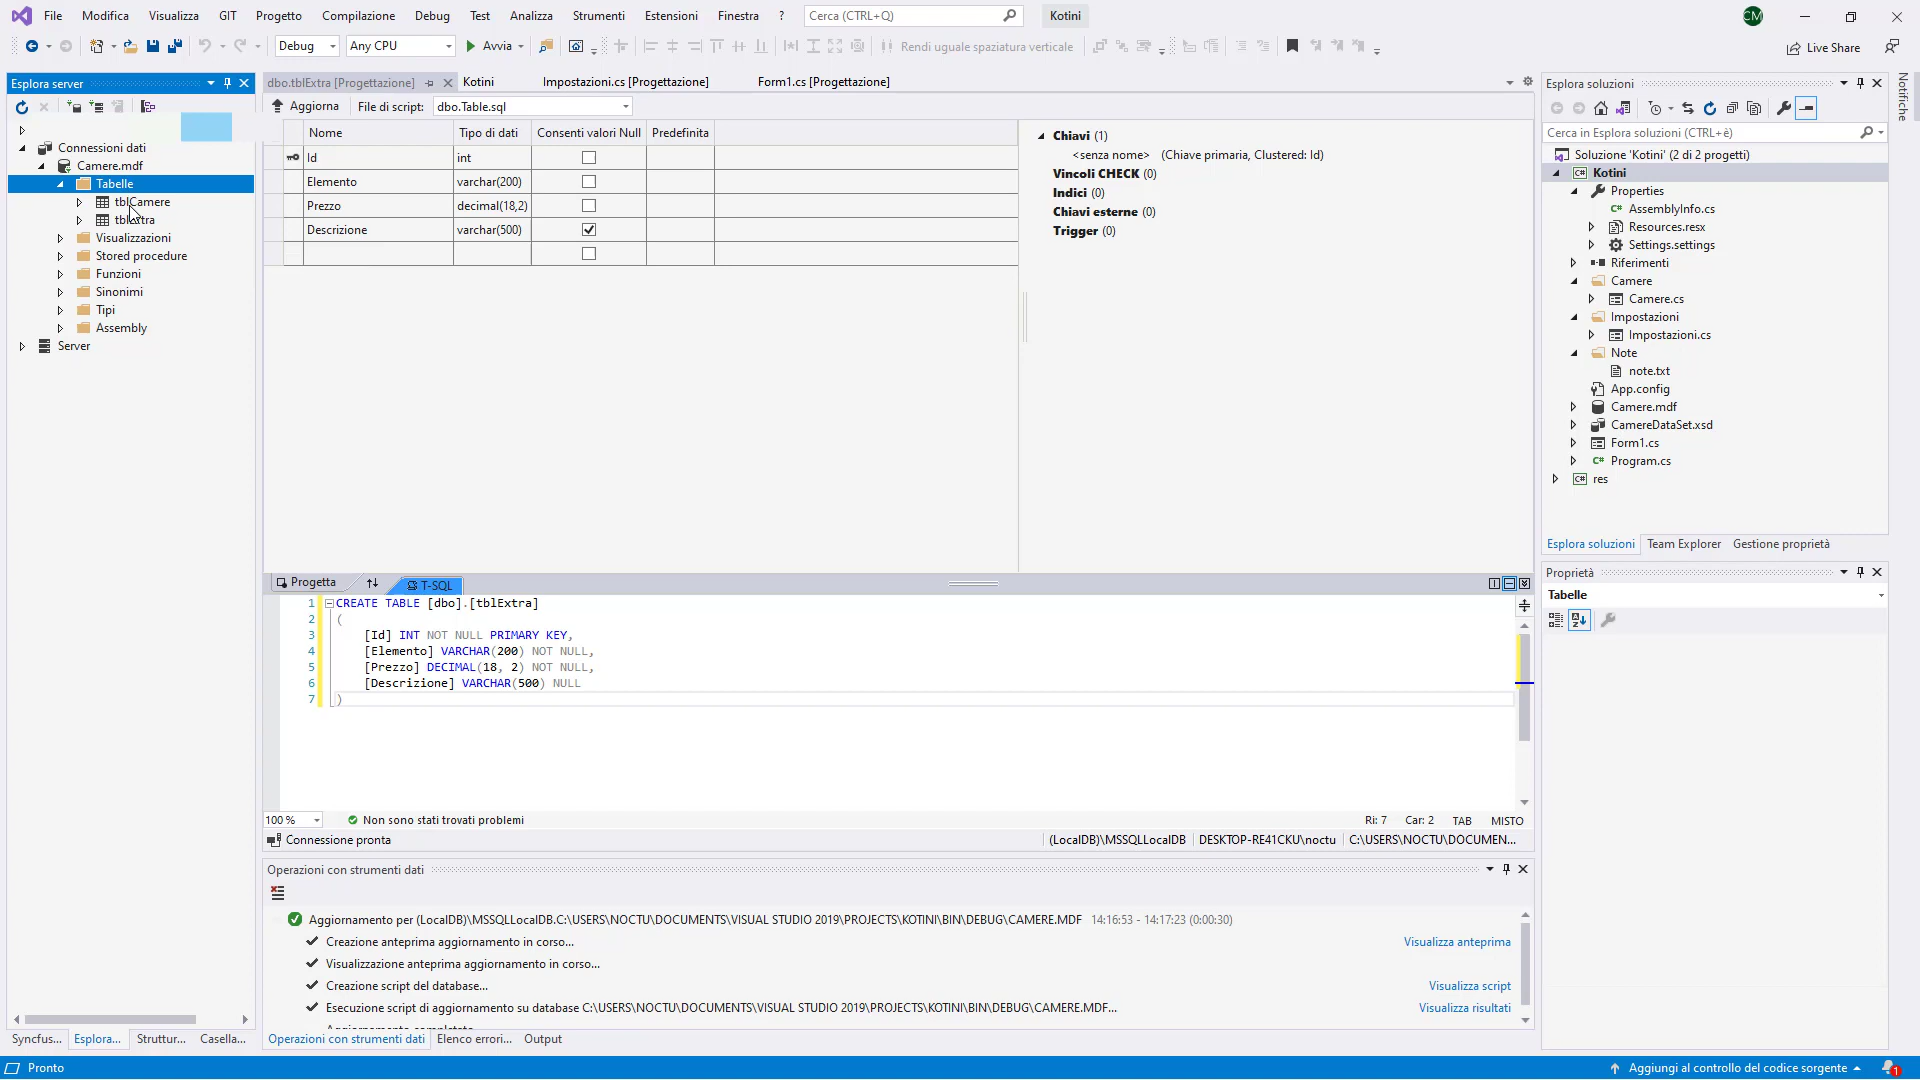 File Modifica Visualizza GIT Progetto Compilazione Debug Test Analizza Strumenti Estensioni Finestra ? Cerca (CTRL+Q) Kotini CM
Debug Any CPU Avvia Rendi uguale spaziatura verticale Live Share
Esplora server
Connessioni dati
Camere.mdf
Tabelle
tblCamere
tblExtra
Visualizzazioni
Stored procedure
Funzioni
Sinonimi
Tipi
Assembly
Server
Syncfus... Esplora... Struttur... Casella...
dbo.tblExtra [Progettazione] Kotini Impostazioni.cs [Progettazione] Form1.cs [Progettazione]
Aggiorna File di script: dbo.Table.sql
Nome Tipo di dati Consenti valori Null Predefinita
Id int
Elemento varchar(200)
Prezzo decimal(18,2)
Descrizione varchar(500)
Chiavi (1)
<senza nome> (Chiave primaria, Clustered: Id)
Vincoli CHECK (0)
Indici (0)
Chiavi esterne (0)
Trigger (0)
Progetta T-SQL
1 CREATE TABLE [dbo].[tblExtra]
2 (
3 [Id] INT NOT NULL PRIMARY KEY,
4 [Elemento] VARCHAR(200) NOT NULL,
5 [Prezzo] DECIMAL(18, 2) NOT NULL,
6 [Descrizione] VARCHAR(500) NULL
7 )
100 % Non sono stati trovati problemi Ri: 7 Car: 2 TAB MISTO
Connessione pronta (LocalDB)\MSSQLLocalDB DESKTOP-RE41CKU\noctu C:\USERS\NOCTU\DOCUMEN...
Operazioni con strumenti dati
Aggiornamento per (LocalDB)\MSSQLLocalDB.C:\USERS\NOCTU\DOCUMENTS\VISUAL STUDIO 2019\PROJECTS\KOTINI\BIN\DEBUG\CAMERE.MDF 14:16:53 - 14:17:23 (0:00:30)
Creazione anteprima aggiornamento in corso... Visualizza anteprima
Visualizzazione anteprima aggiornamento in corso...
Creazione script del database... Visualizza script
Esecuzione script di aggiornamento su database C:\USERS\NOCTU\DOCUMENTS\VISUAL STUDIO 2019\PROJECTS\KOTINI\BIN\DEBUG\CAMERE.MDF... Visualizza risultati
Operazioni con strumenti dati Elenco errori... Output
Esplora soluzioni
Cerca in Esplora soluzioni (CTRL+è)
Soluzione 'Kotini' (2 di 2 progetti)
Kotini
Properties
AssemblyInfo.cs
Resources.resx
Settings.settings
Riferimenti
Camere
Camere.cs
Impostazioni
Impostazioni.cs
Note
note.txt
App.config
Camere.mdf
CamereDataSet.xsd
Form1.cs
Program.cs
res
Esplora soluzioni Team Explorer Gestione proprietà
Proprietà
Tabelle
Notifiche
Pronto Aggiungi al controllo del codice sorgente 1